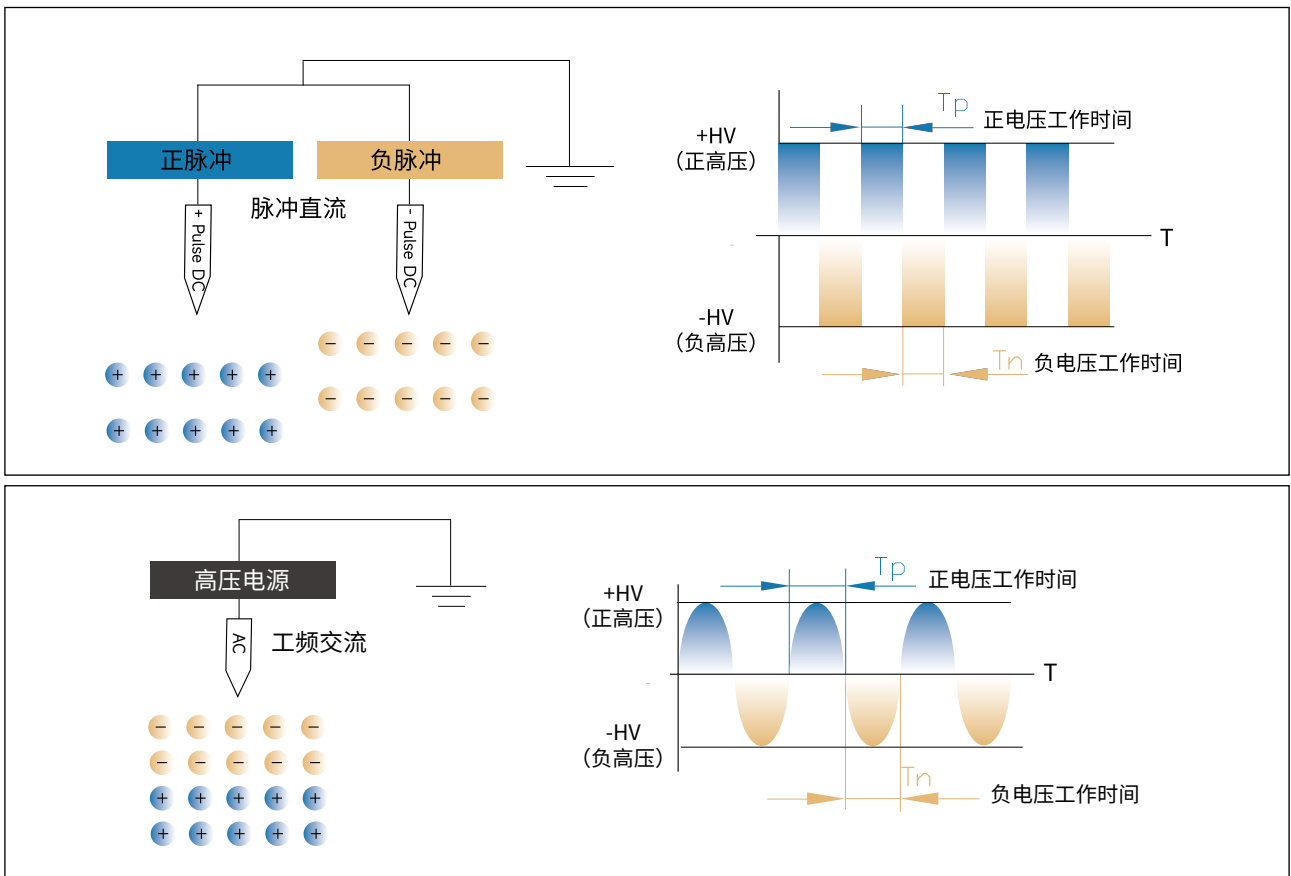 正脉冲
负脉冲
脉冲直流
+ Pulse DC
- Pulse DC
+HV
（正高压）
Tp
正电压工作时间
T
-HV
（负高压）
Tn
负电压工作时间
高压电源
AC
工频交流
+HV
（正高压）
Tp
正电压工作时间
T
-HV
（负高压）
Tn
负电压工作时间